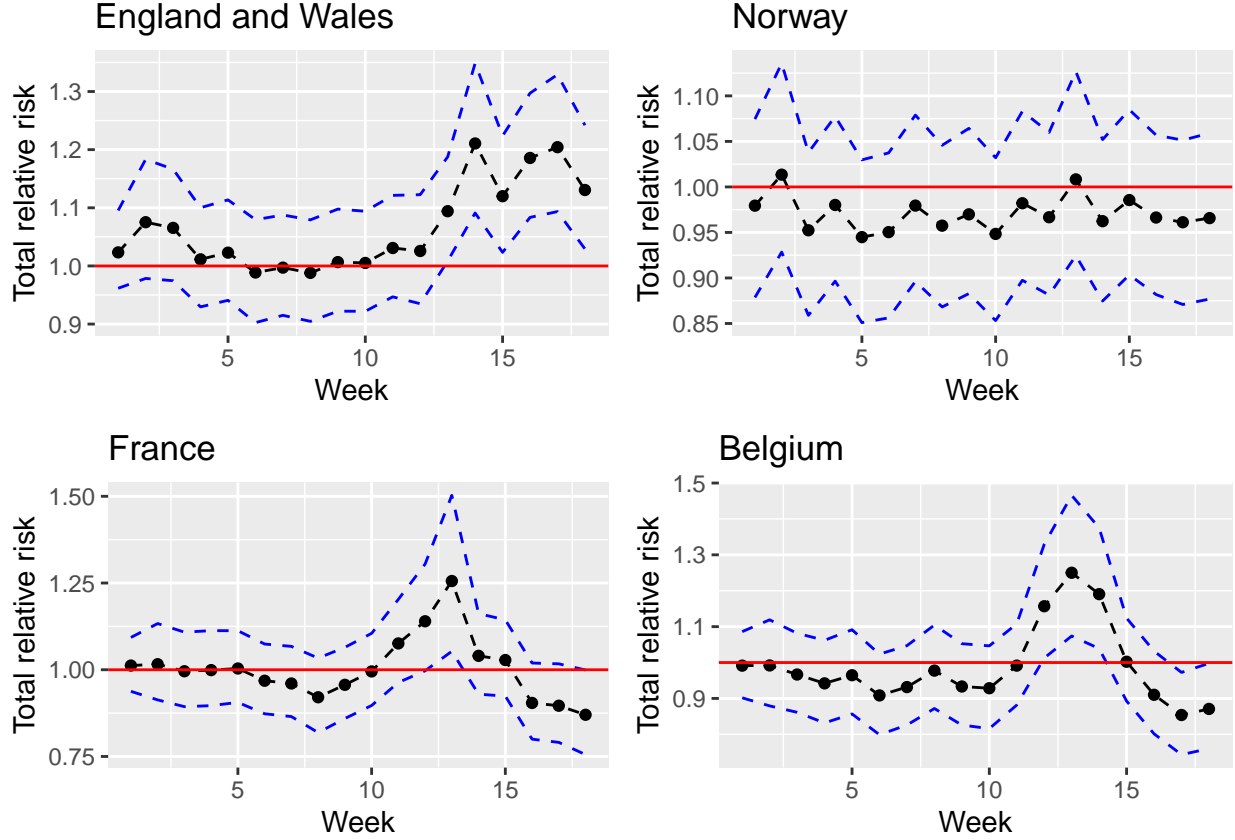 England and Wales
Total relative risk
1.3
1.2
1.1
1.0
0.9
5 10 15
Week
Norway
Total relative risk
1.10
1.05
1.00
0.95
0.90
0.85
5 10 15
Week
France
Total relative risk
1.50
1.25
1.00
0.75
5 10 15
Week
Belgium
Total relative risk
1.5
1.3
1.1
0.9
5 10 15
Week